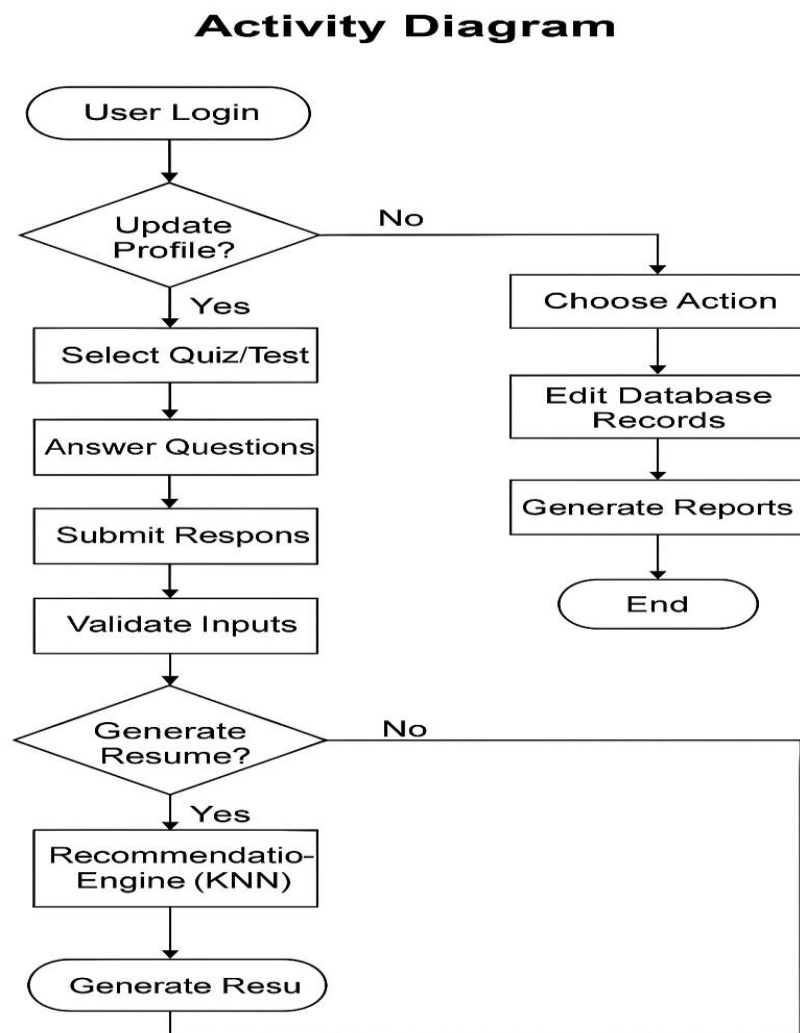 Activity Diagram
User Login
Update
Profile?
No
Yes
Choose Action
Select Quiz/Test
Edit Database
Records
Answer Questions
Generate Reports
Submit Respons
End
Validate Inputs
Generate
Resume?
No
Yes
Recommendatio-
Engine (KNN)
Generate Resu